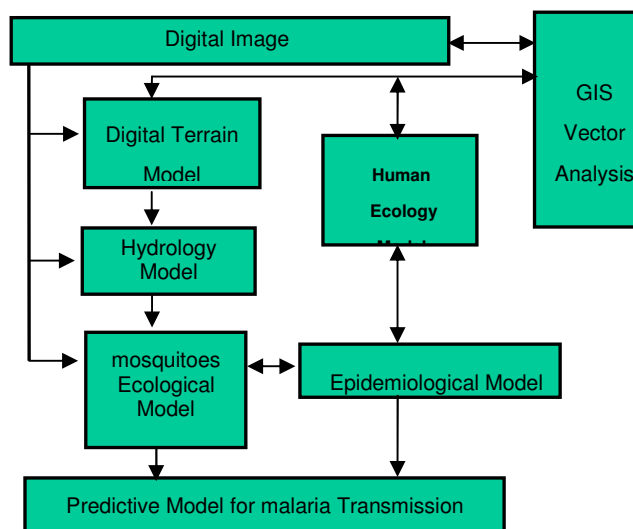 Digital Image
GIS
Vector
Analysis
Digital Terrain
Model
Human
Ecology
Hydrology
Model
mosquitoes
Ecological
Model
Epidemiological Model
Predictive Model for malaria Transmission